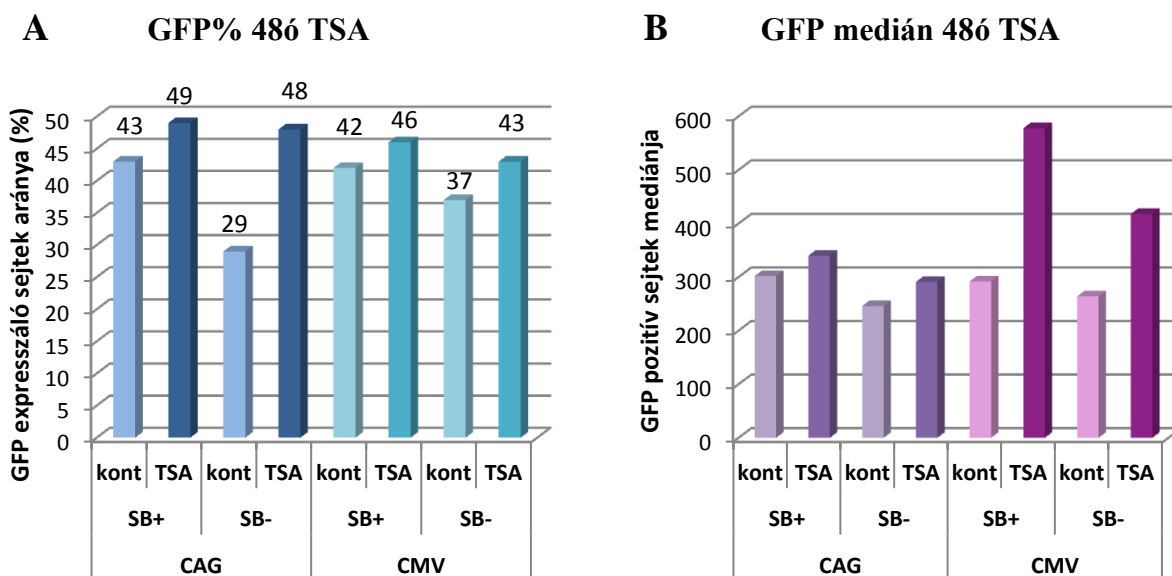 A GFP% 48ó TSA
GFP expresszáló sejtek aránya (%)
50
45
40
35
30
25
20
15
10
5
0
43
49
29
48
42
46
37
43
kont TSA kont TSA kont TSA kont TSA
SB+ SB- SB+ SB-
CAG CMV
B GFP medián 48ó TSA
GFP pozitív sejtek mediánja
600
500
400
300
200
100
0
kont TSA kont TSA kont TSA kont TSA
SB+ SB- SB+ SB-
CAG CMV